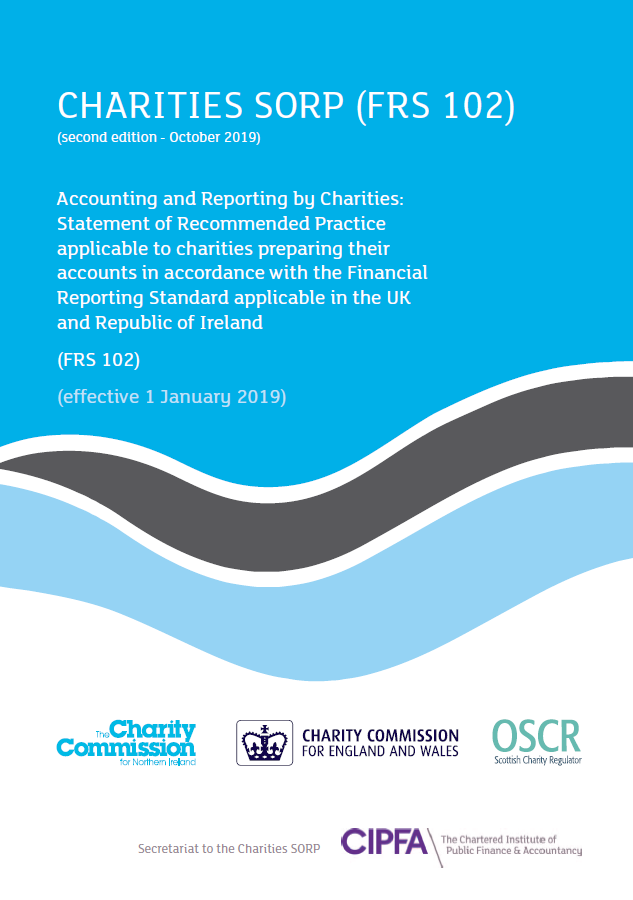 CHARITIES SORP (FRS 102)
(second edition - October 2019)
Accounting and Reporting by Charities:
Statement of Recommended Practice
applicable to charities preparing their
accounts in accordance with the Financial
Reporting Standard applicable in the UK
and Republic of Ireland
(FRS 102)
(effective 1 January 2019)
The Charity
Commission
for Northern Ireland
CHARITY COMMISSION
FOR ENGLAND AND WALES
OSCR
Scottish Charity Regulator
Secretariat to the Charities SORP
CIPFA
The Chartered Institute of
Public Finance & Accountancy